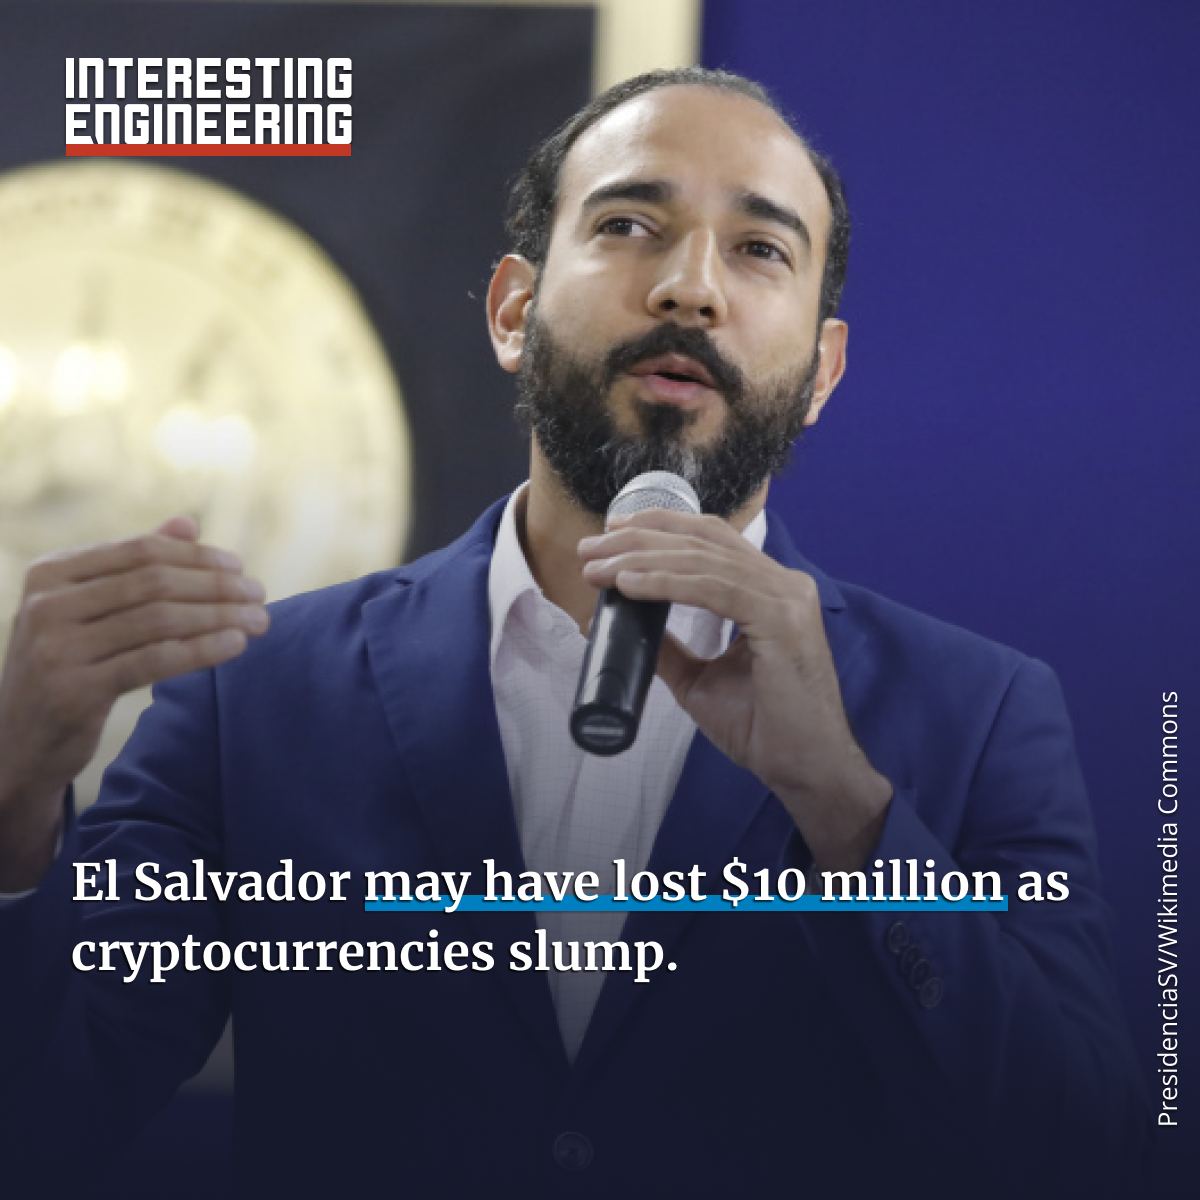 INTERESTING
ENGINEERING
El Salvador may have lost $10 million as
cryptocurrencies slump.
PresidenciaSV/Wikimedia Commons